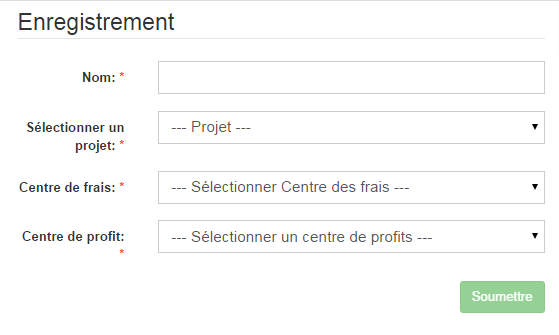 Enregistrement
Nom: *
Sélectionner un
projet: *
--- Projet ---
Centre de frais: *
--- Sélectionner Centre des frais ---
Centre de profit:
*
--- Sélectionner un centre de profits ---
Soumettre